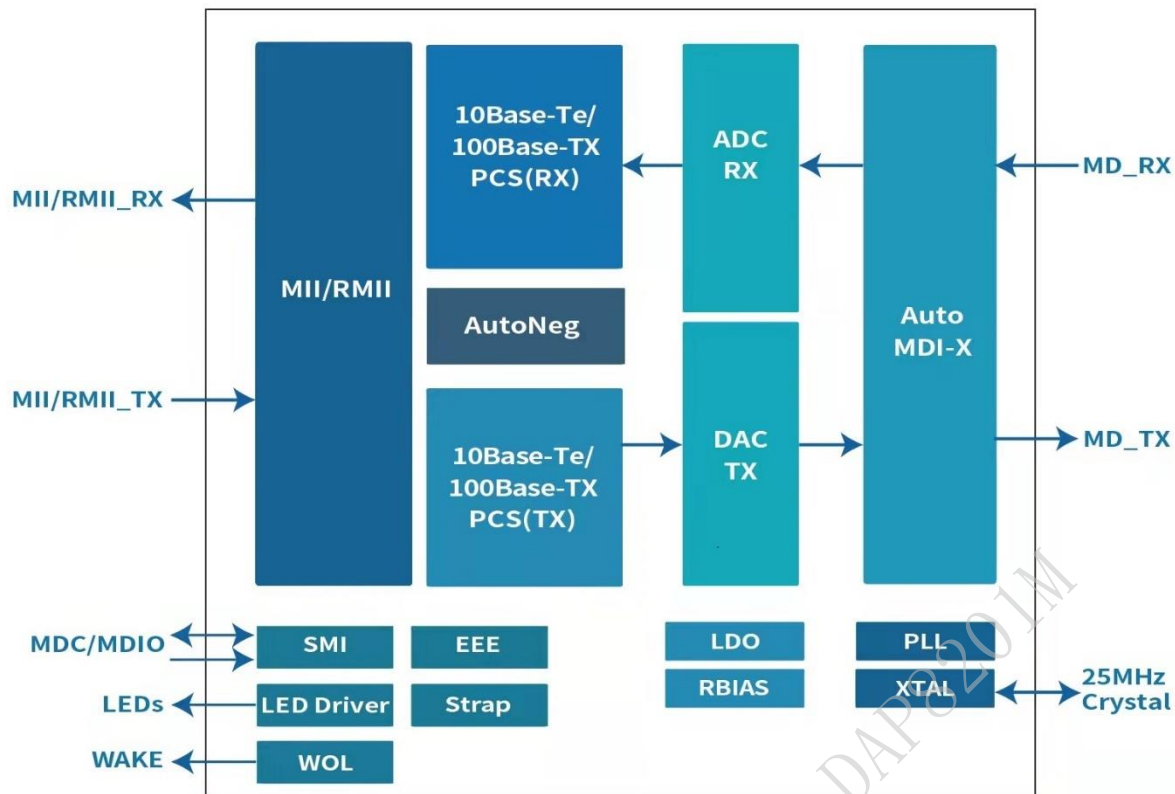 10Base-Te/
100Base-TX
PCS(RX)
ADC
RX
MD_RX
MII/RMII_RX
MII/RMII
AutoNeg
Auto
MDI-X
MII/RMII_TX
10Base-Te/
100Base-TX
PCS(TX)
DAC
TX
MD_TX
MDC/MDIO
SMI
EEE
LDO
PLL
LEDs
LED Driver
Strap
RBIAS
XTAL
25MHz
Crystal
WAKE
WOL
DAP8201M